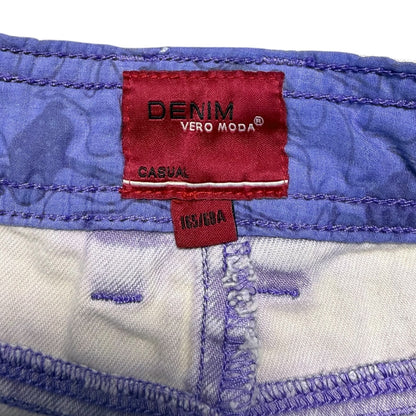 DENIM
VERO MODA®
CASUAL
165/68A